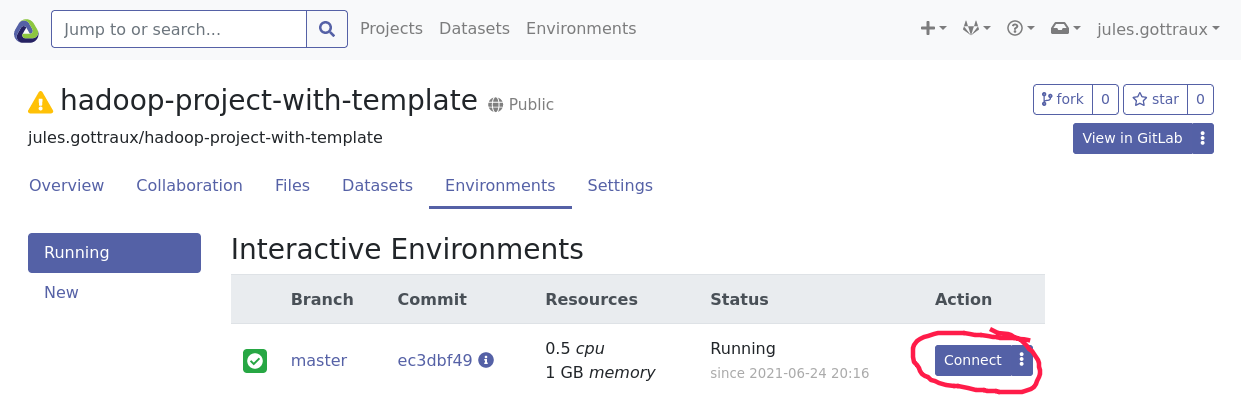 Jump to or search... Projects Datasets Environments jules.gottraux
hadoop-project-with-template Public fork 0 star 0
jules.gottraux/hadoop-project-with-template View in GitLab
Overview Collaboration Files Datasets Environments Settings
Running
New
Interactive Environments
Branch Commit Resources Status Action
master ec3dbf49 0.5 cpu Running Connect
1 GB memory since 2021-06-24 20:16